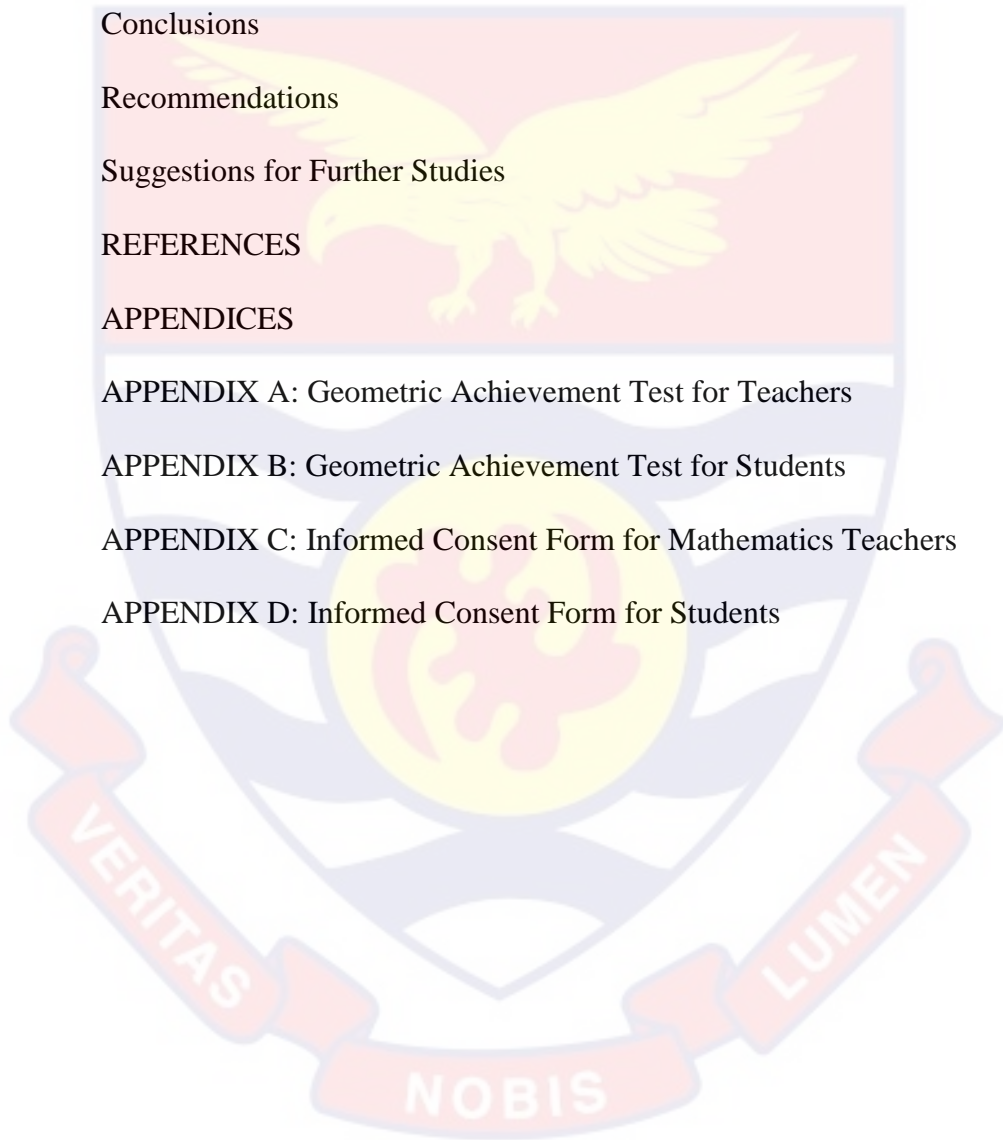 Conclusions
Recommendations
Suggestions for Further Studies
REFERENCES
APPENDICES
APPENDIX A: Geometric Achievement Test for Teachers
APPENDIX B: Geometric Achievement Test for Students
APPENDIX C: Informed Consent Form for Mathematics Teachers
APPENDIX D: Informed Consent Form for Students
VERITAS
NOBIS
LUMEN